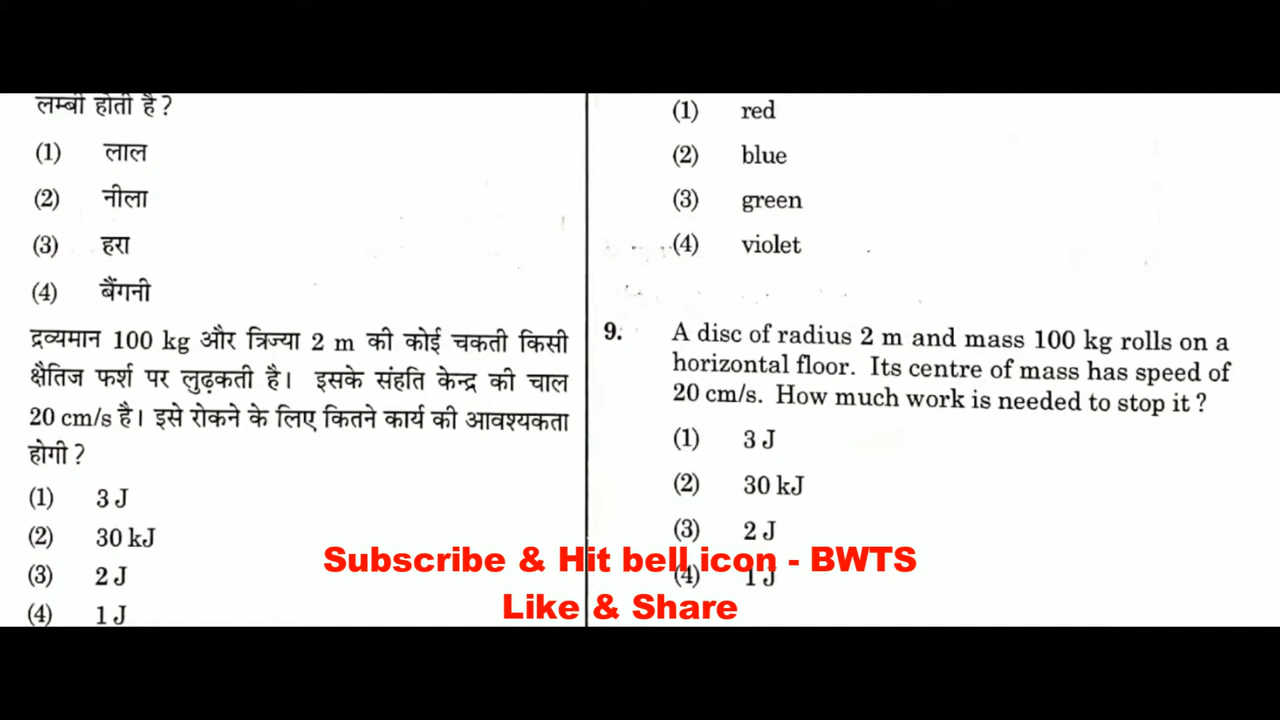 लम्बी होती है?
(1) लाल
(2) नीला
(3) हरा
(4) बैंगनी
द्रव्यमान 100 kg और त्रिज्या 2 m की कोई चकती किसी
क्षैतिज फर्श पर लुढ़कती है। इसके संहति केन्द्र की चाल
20 cm/s है। इसे रोकने के लिए कितने कार्य की आवश्यकता
होगी?
(1) 3 J
(2) 30 kJ
(3) 2 J
(4) 1 J
(1) red
(2) blue
(3) green
(4) violet
9. A disc of radius 2 m and mass 100 kg rolls on a
horizontal floor. Its centre of mass has speed of
20 cm/s. How much work is needed to stop it?
(1) 3 J
(2) 30 kJ
(3) 2 J
(4) 1 J
Subscribe & Hit bell icon - BWTS
Like & Share